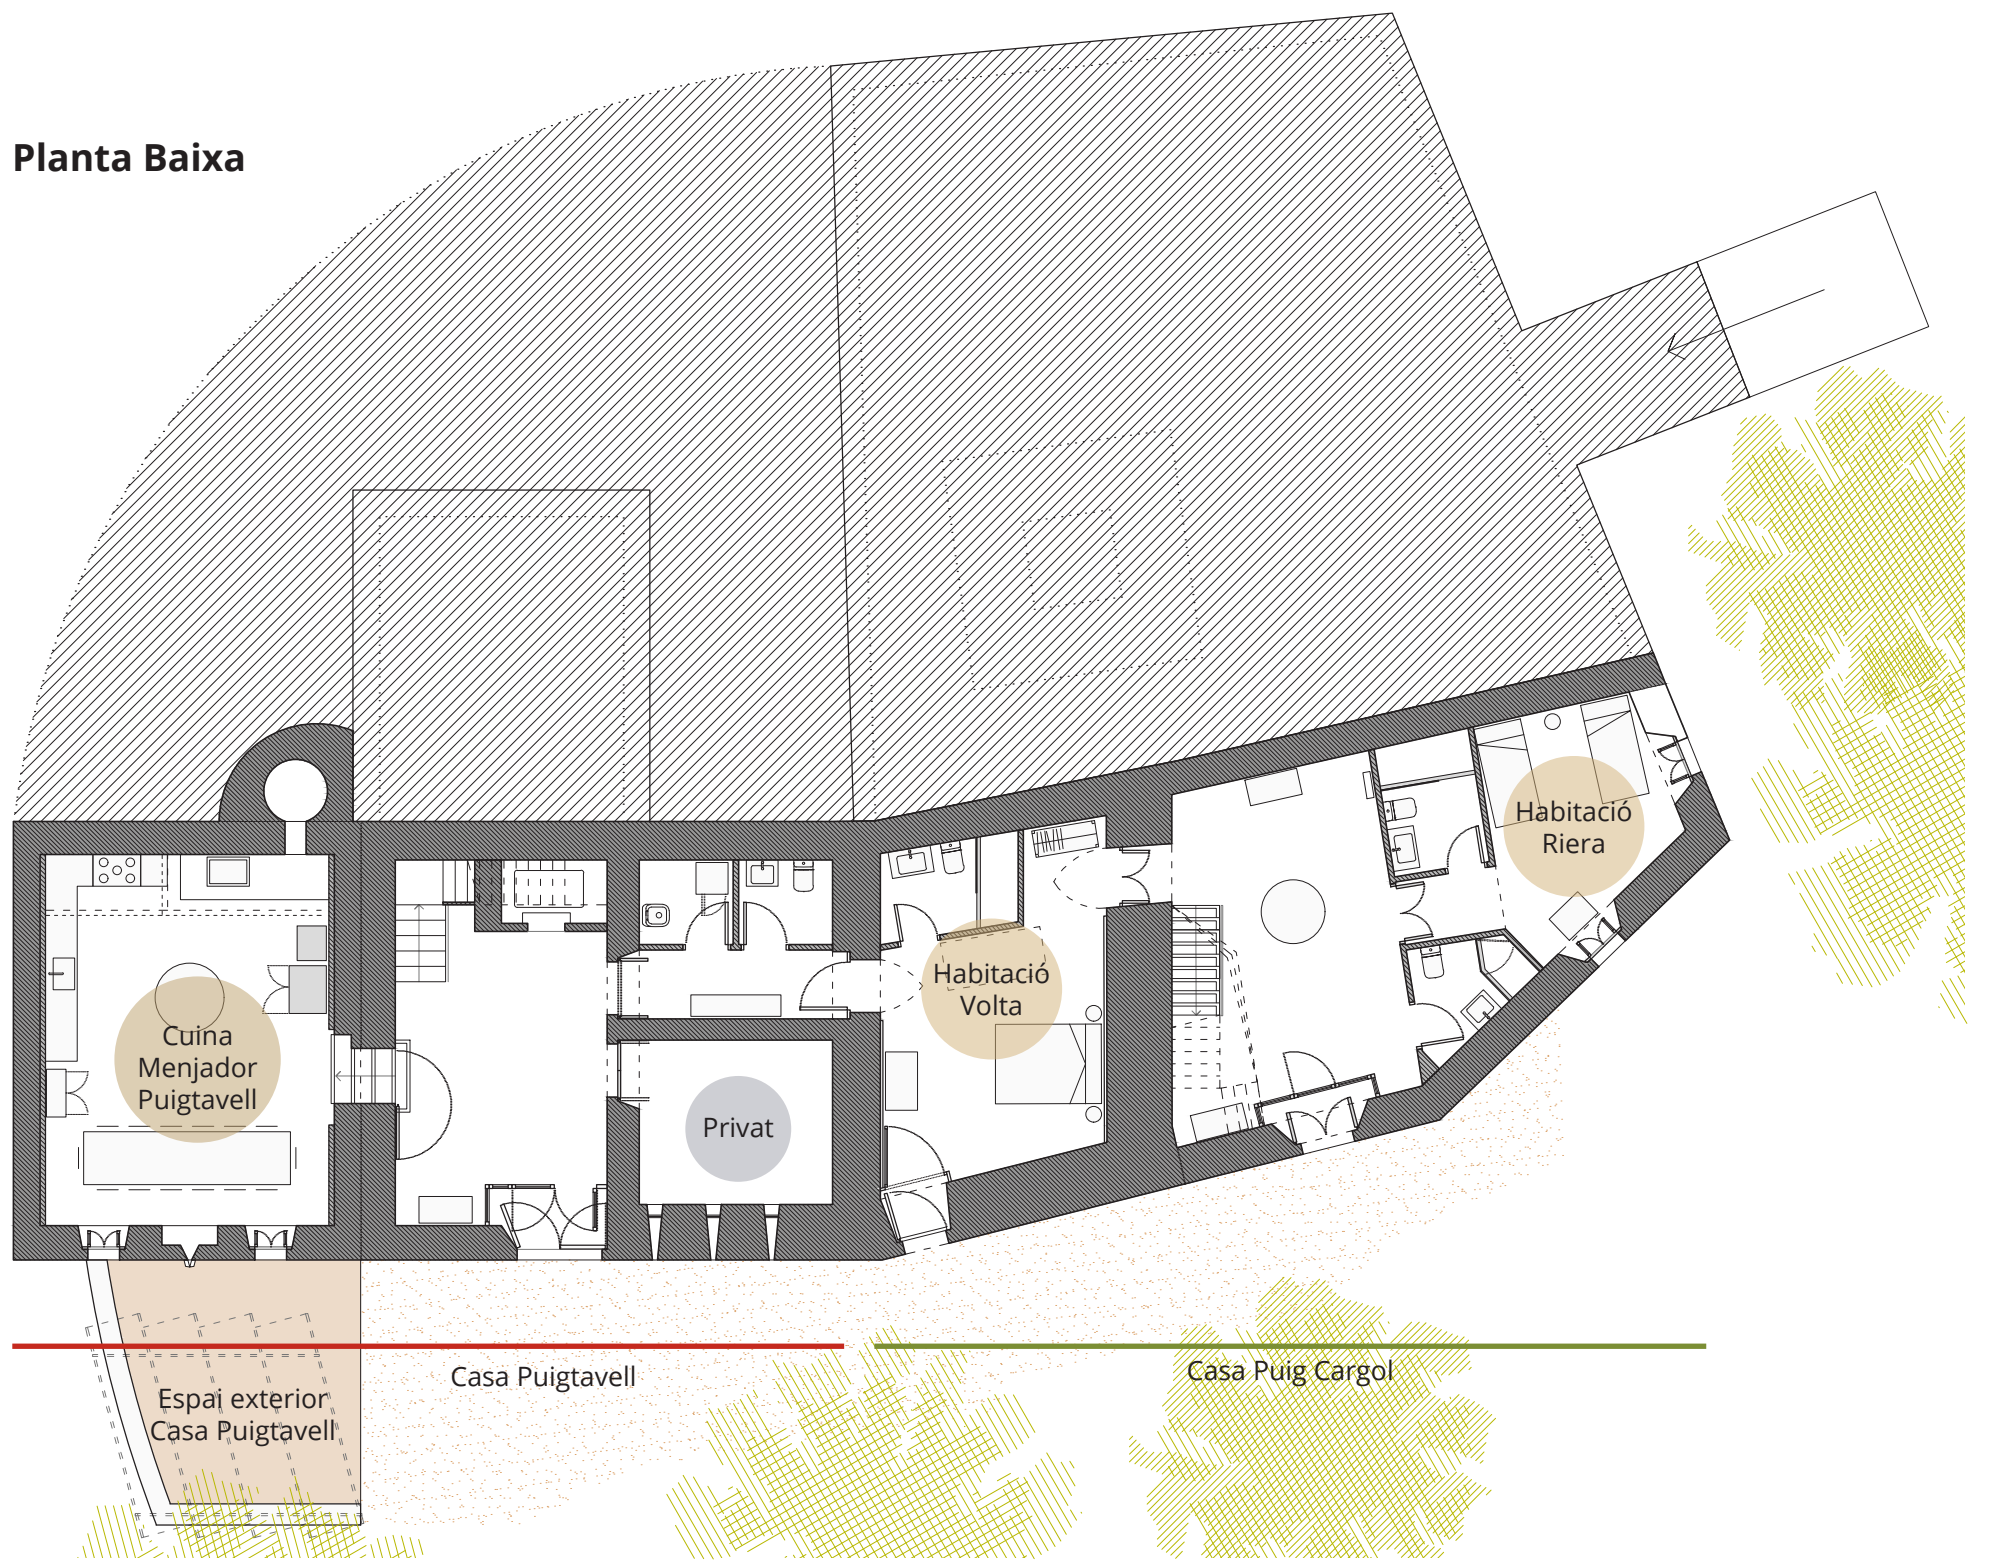 Planta Baixa
Habitació
Riera
Habitació
Volta
Cuina
Menjador
Puigtavell
Privat
Casa Puigtavell
Casa Puig Cargol
Espai exterior
Casa Puigtavell